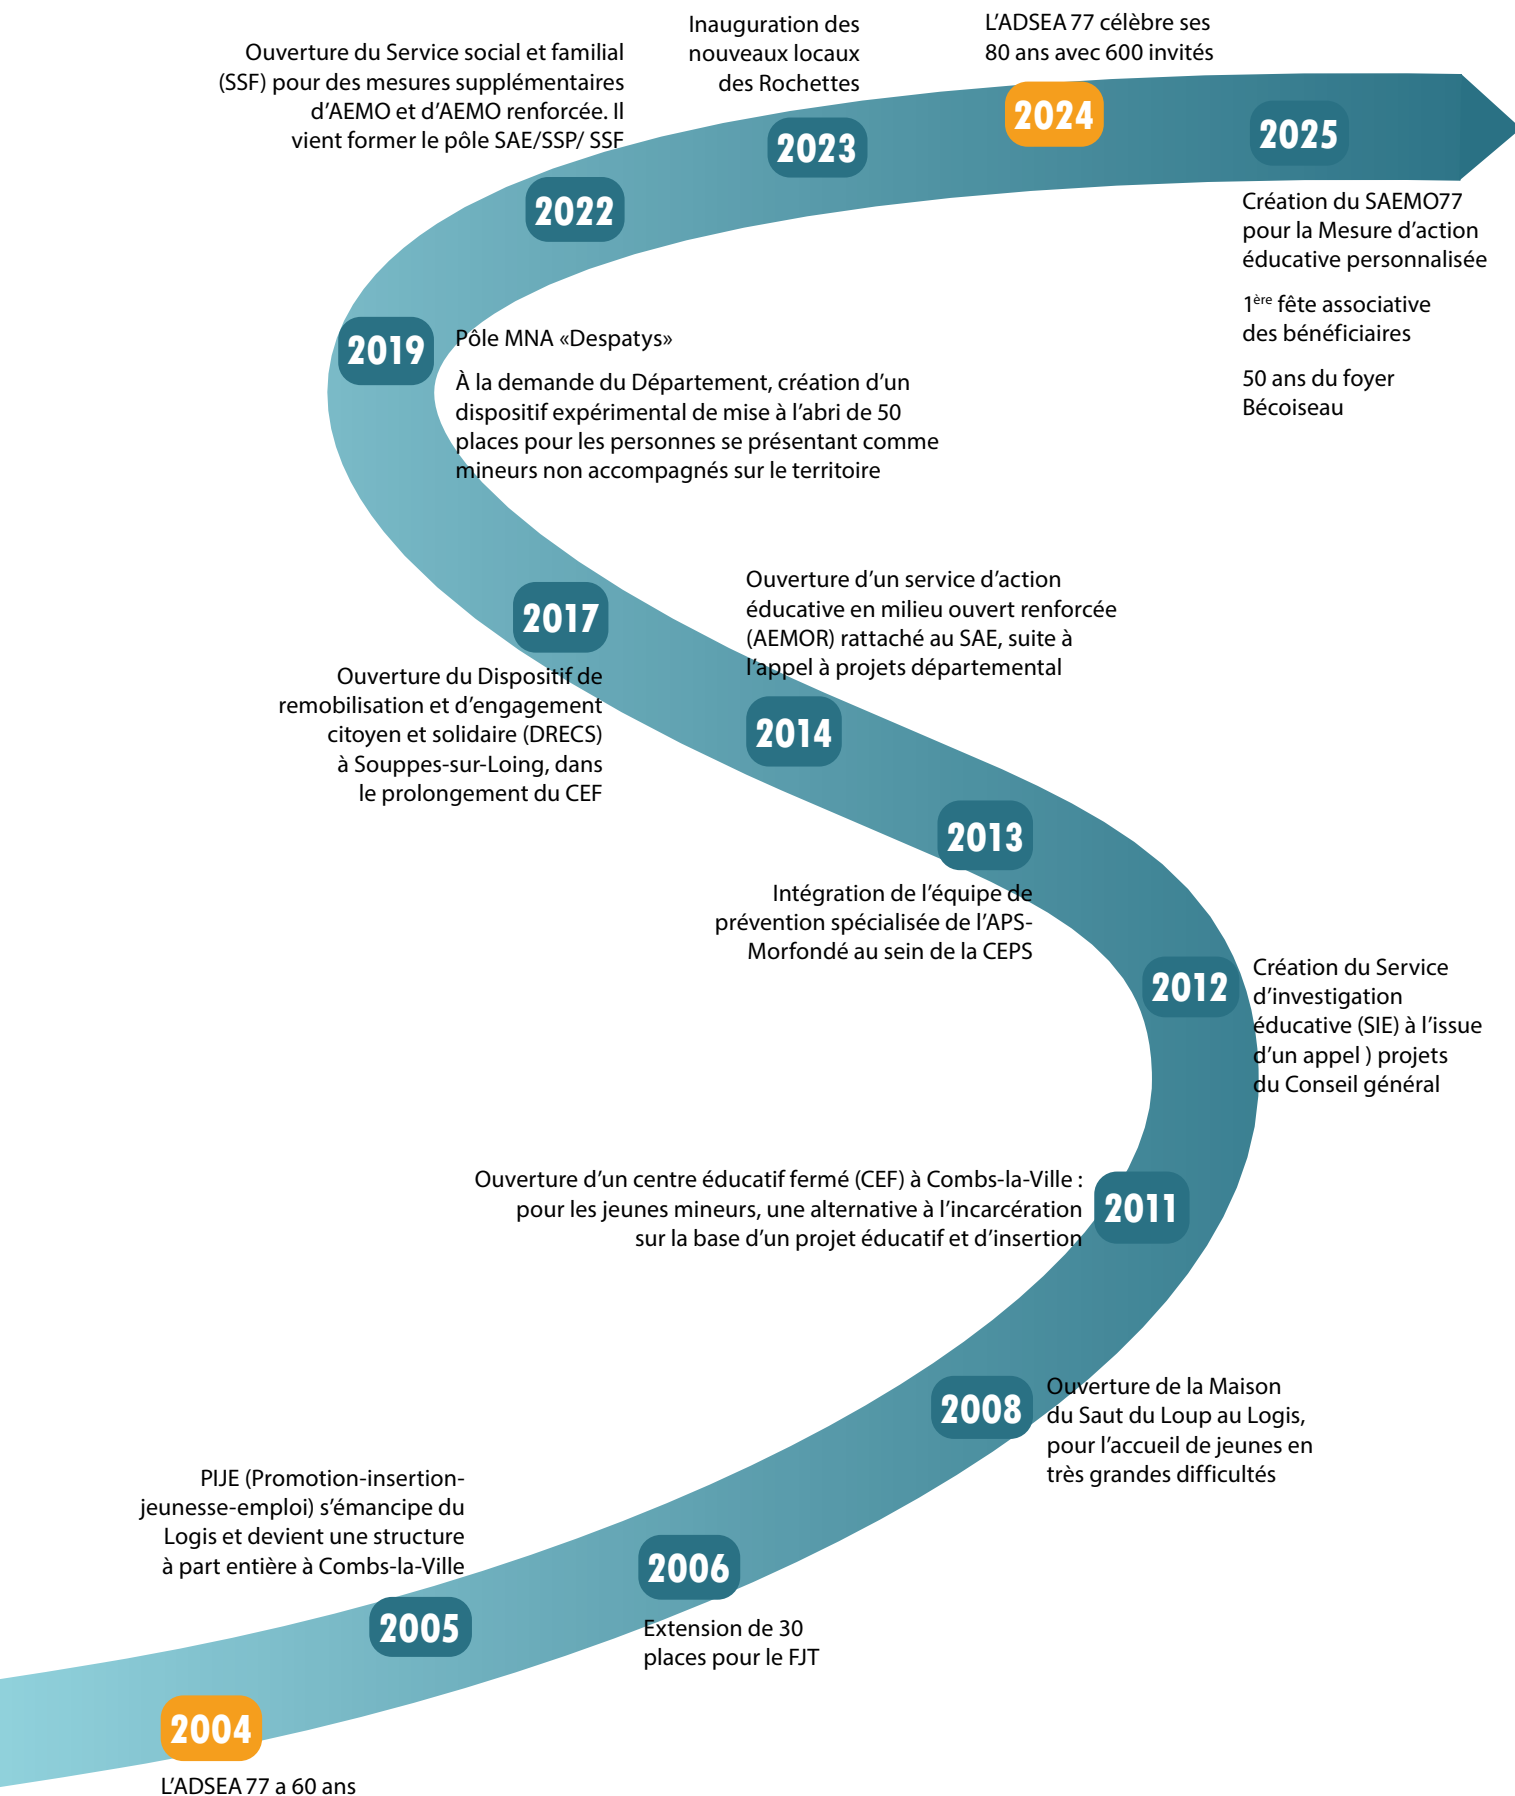 Ouverture du Service social et familial
(SSF) pour des mesures supplémentaires
d’AEMO et d’AEMO renforcée. Il
vient former le pôle SAE/SSP/ SSF
2022
Inauguration des
nouveaux locaux
des Rochettes
2023
L’ADSEA 77 célèbre ses
80 ans avec 600 invités
2024
2025
Création du SAEMO77
pour la Mesure d’action
éducative personnalisée
1ère fête associative
des bénéficiaires
50 ans du foyer
Bécoiseau
2019
Pôle MNA «Despatys»
À la demande du Département, création d’un
dispositif expérimental de mise à l’abri de 50
places pour les personnes se présentant comme
mineurs non accompagnés sur le territoire
2017
Ouverture du Dispositif de
remobilisation et d’engagement
citoyen et solidaire (DRECS)
à Souppes-sur-Loing, dans
le prolongement du CEF
Ouverture d’un service d’action
éducative en milieu ouvert renforcée
(AEMOR) rattaché au SAE, suite à
l’appel à projets départemental
2014
2013
Intégration de l’équipe de
prévention spécialisée de l’APS-
Morfondé au sein de la CEPS
2012
Création du Service
d’investigation
éducative (SIE) à l’issue
d’un appel ) projets
du Conseil général
Ouverture d’un centre éducatif fermé (CEF) à Combs-la-Ville :
pour les jeunes mineurs, une alternative à l’incarcération
sur la base d’un projet éducatif et d’insertion
2011
2008
Ouverture de la Maison
du Saut du Loup au Logis,
pour l’accueil de jeunes en
très grandes difficultés
PIJE (Promotion-insertion-
jeunesse-emploi) s’émancipe du
Logis et devient une structure
à part entière à Combs-la-Ville
2005
2006
Extension de 30
places pour le FJT
2004
L’ADSEA 77 a 60 ans